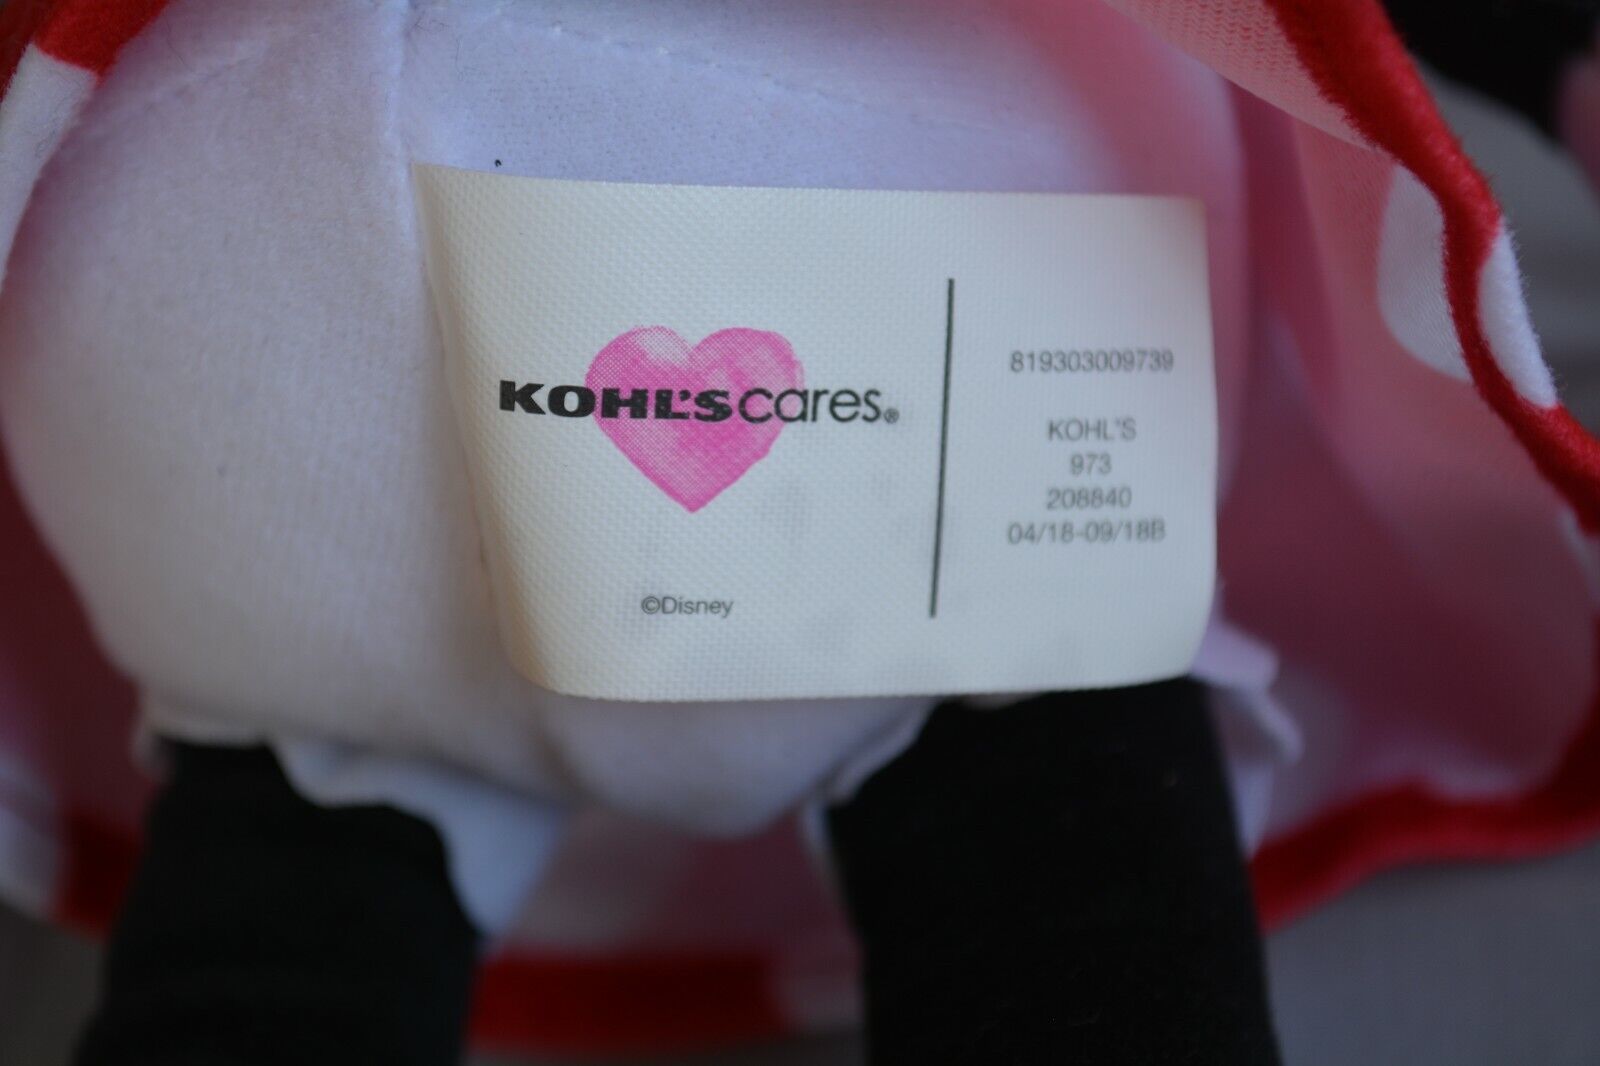 KOHL'S cares®
©Disney
819303009739
KOHL'S
973
208840
04/18-09/18B